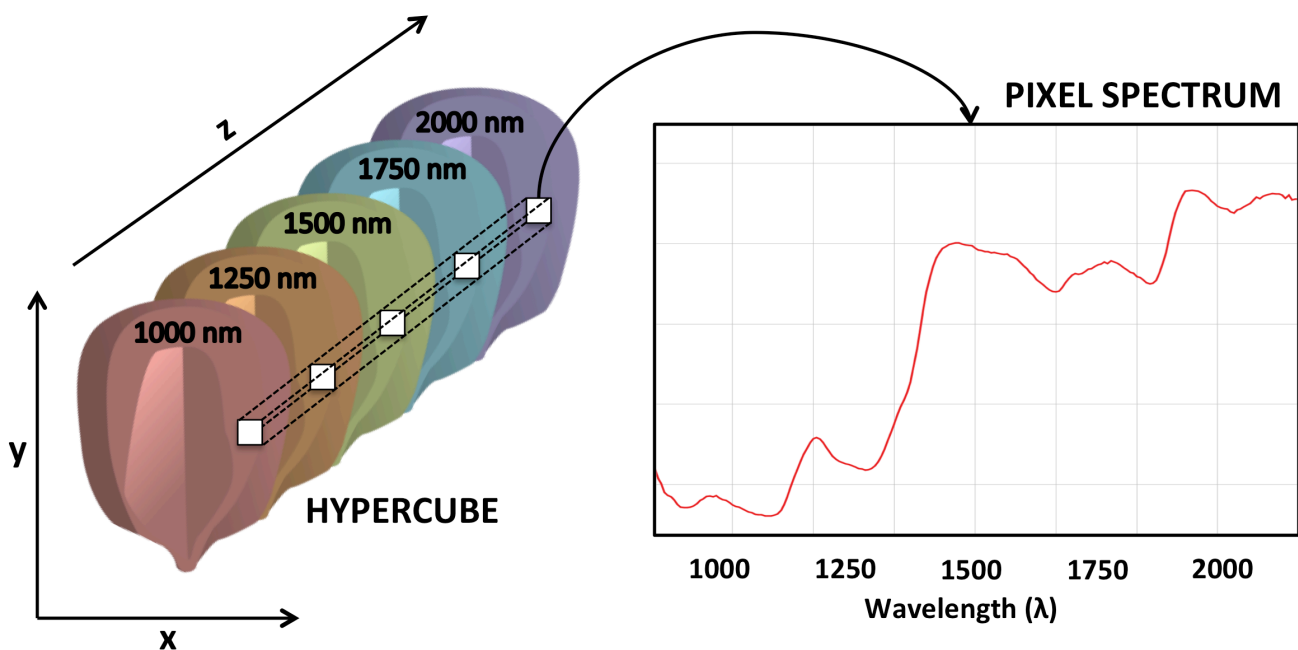 z
2000 nm
1750 nm
1500 nm
1250 nm
1000 nm
y
x
HYPERCUBE
PIXEL SPECTRUM
1000 1250 1500 1750 2000
Wavelength (λ)